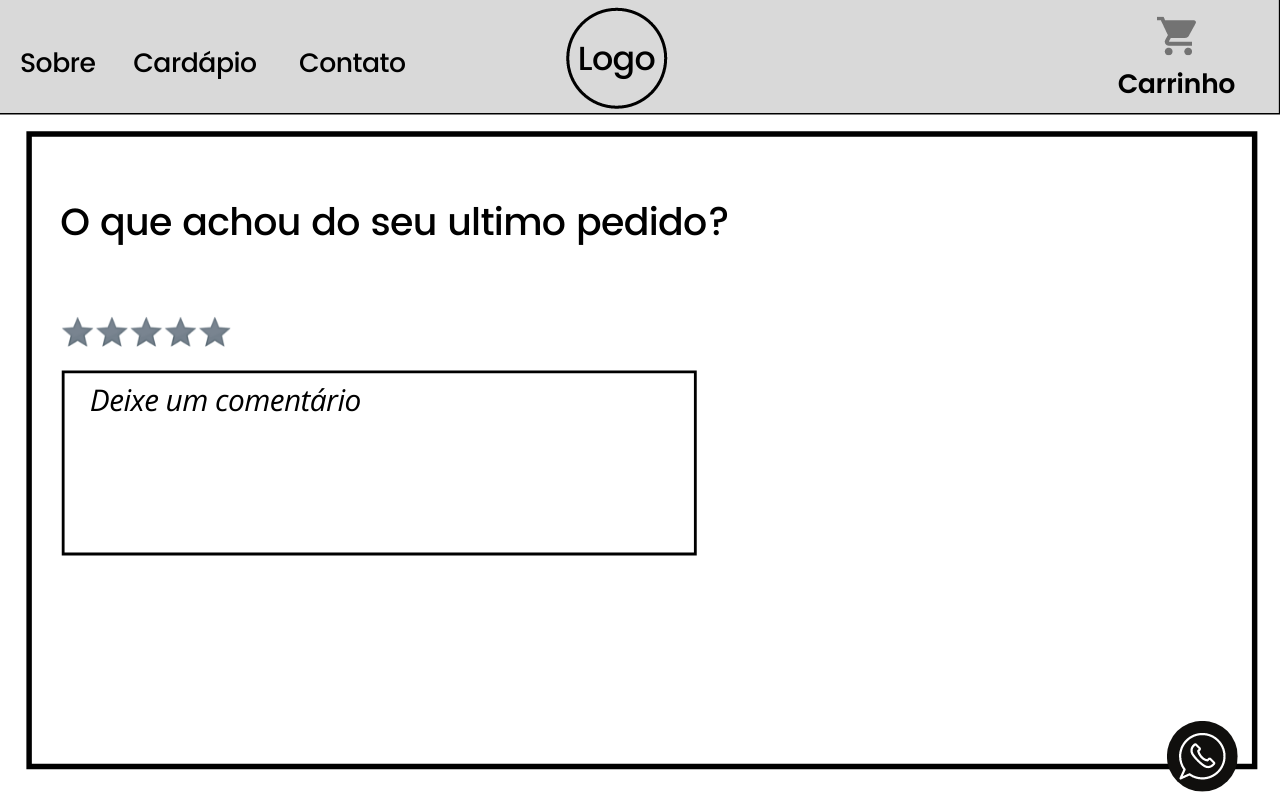 Sobre Cardápio Contato Logo Carrinho
O que achou do seu ultimo pedido?
Deixe um comentário